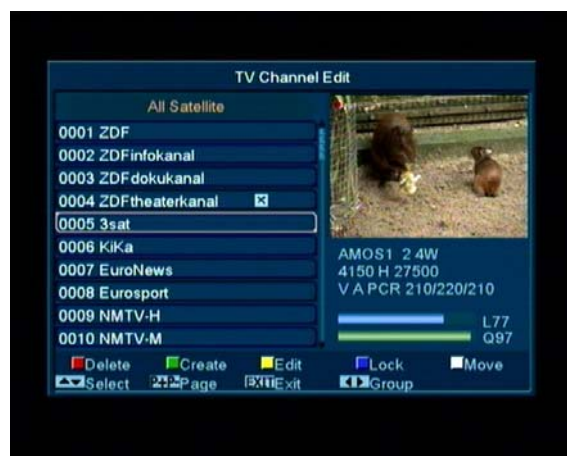 TV Channel Edit
All Satellite
0001 ZDF
0002 ZDFinfokanal
0003 ZDFdokukanal
0004 ZDFtheaterkanal
0005 3sat
0006 KiKa
0007 EuroNews
0008 Eurosport
0009 NMTV-H
0010 NMTV-M
AMOS1 2 4W
4150 H 27500
V A PCR 210/220/210
L77
Q97
Delete Create Edit Lock Move
Select P+P- Page EXIT Exit Group